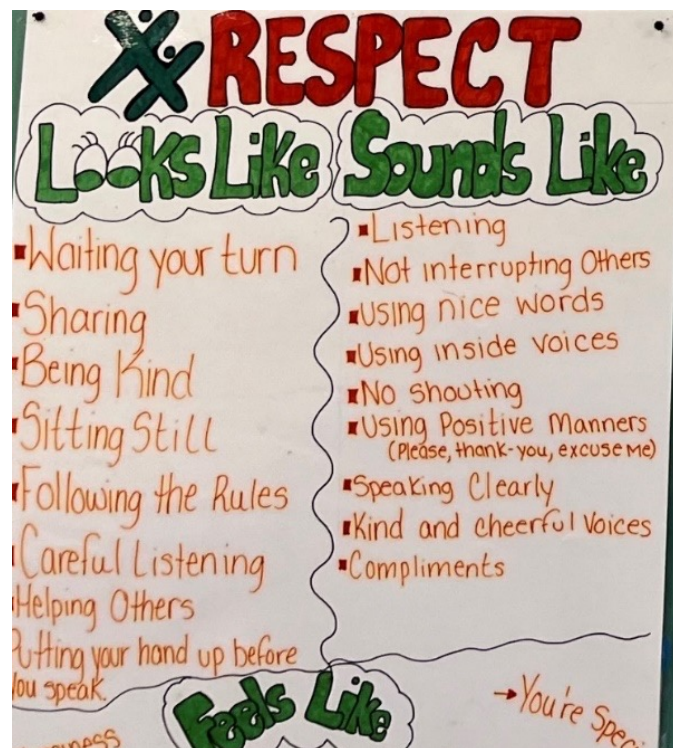 RESPECT
Looks Like
Waiting your turn
Sharing
Being Kind
Sitting Still
Following the Rules
Careful Listening
Helping Others
Putting your hand up before
You speak.
Sounds Like
Listening
Not interrupting Others
Using nice words
Using inside voices
No shouting
Using Positive Manners
(Please, thank-you, excuse Me)
Speaking Clearly
Kind and cheerful Voices
Compliments
Feels Like
You're